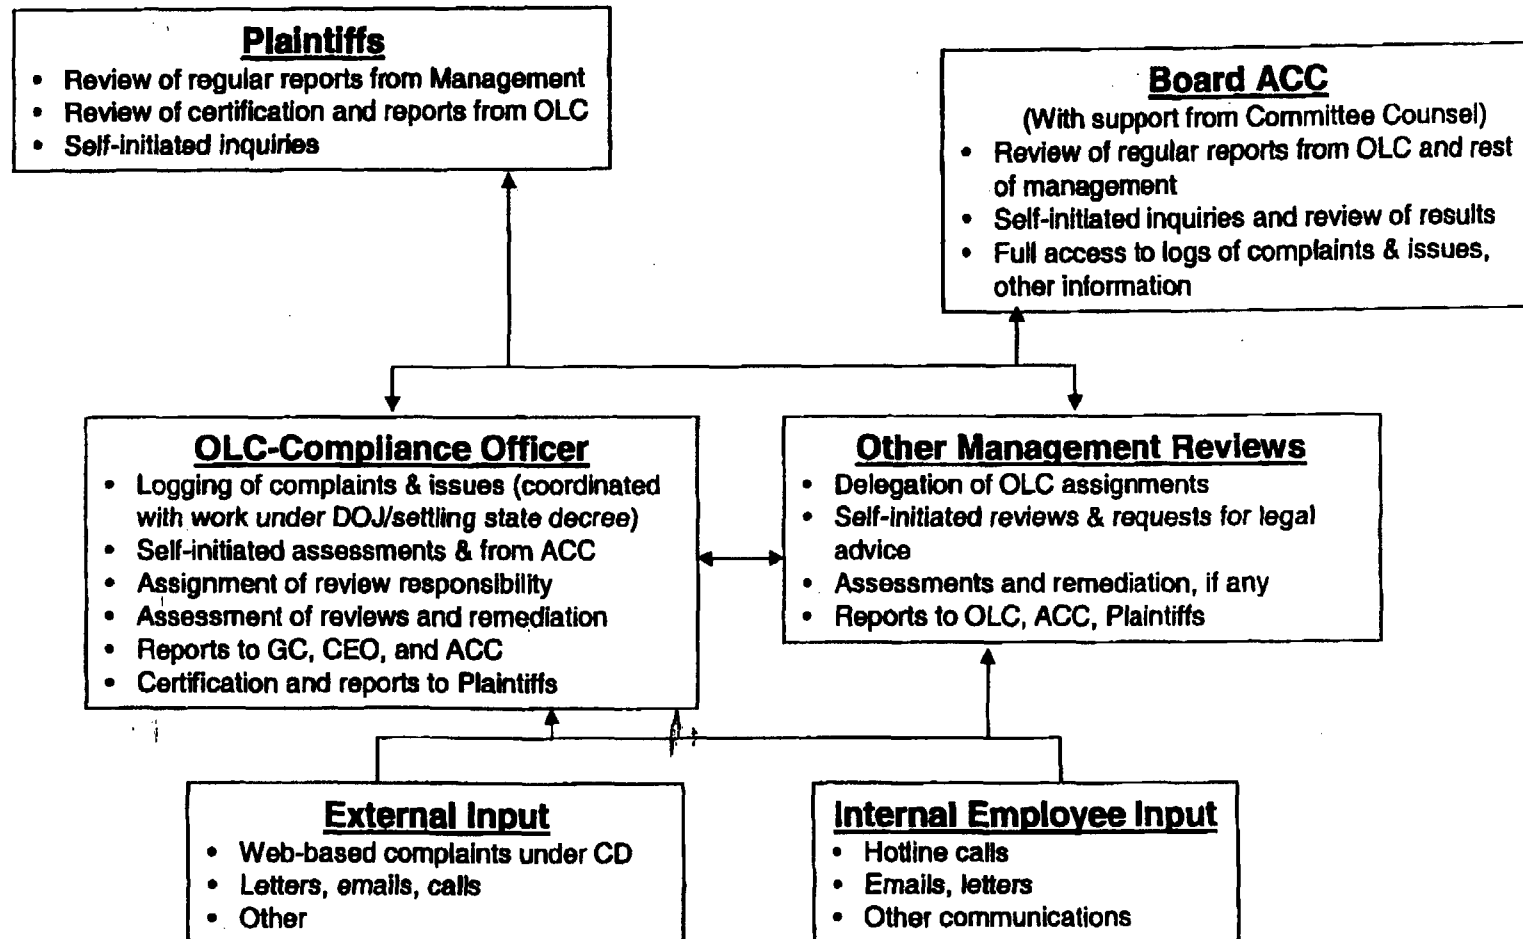 Plaintiffs
• Review of regular reports from Management
• Review of certification and reports from OLC
• Self-initiated inquiries
Board ACC
(With support from Committee Counsel)
• Review of regular reports from OLC and rest
of management
• Self-initiated inquiries and review of results
• Full access to logs of complaints & issues,
other information
OLC-Compliance Officer
• Logging of complaints & issues (coordinated
with work under DOJ/settling state decree)
• Self-initiated assessments & from ACC
• Assignment of review responsibility
• Assessment of reviews and remediation
• Reports to GC, CEO, and ACC
• Certification and reports to Plaintiffs
Other Management Reviews
• Delegation of OLC assignments
• Self-initiated reviews & requests for legal
advice
• Assessments and remediation, if any
• Reports to OLC, ACC, Plaintiffs
External Input
• Web-based complaints under CD
• Letters, emails, calls
• Other
Internal Employee Input
• Hotline calls
• Emails, letters
• Other communications